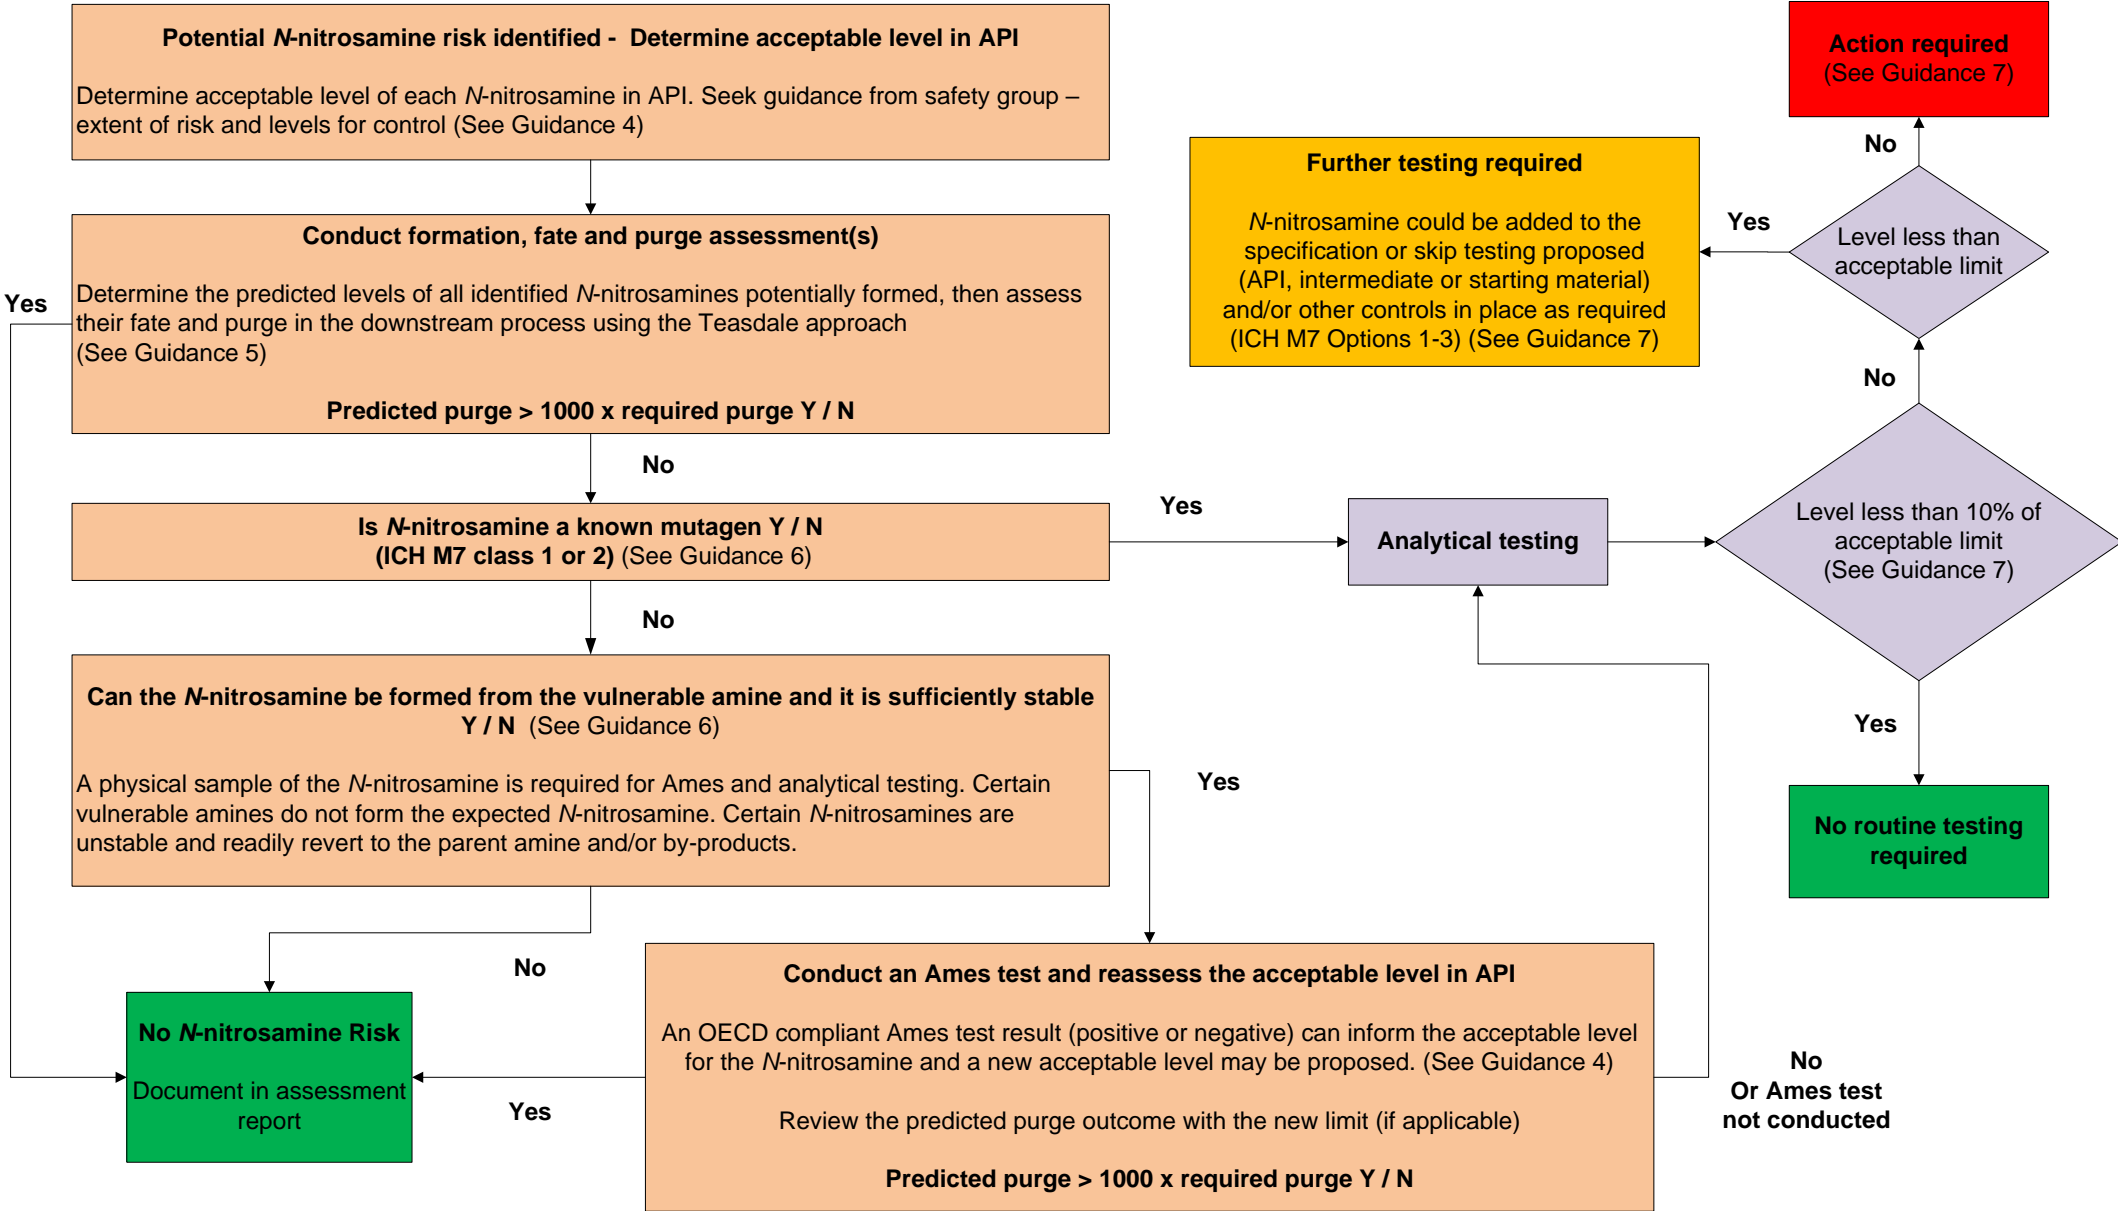 Potential N-nitrosamine risk identified - Determine acceptable level in API
Determine acceptable level of each N-nitrosamine in API. Seek guidance from safety group –
extent of risk and levels for control (See Guidance 4)
Yes
Conduct formation, fate and purge assessment(s)
Determine the predicted levels of all identified N-nitrosamines potentially formed, then assess
their fate and purge in the downstream process using the Teasdale approach
(See Guidance 5)
Predicted purge > 1000 x required purge Y / N
No
Is N-nitrosamine a known mutagen Y / N
(ICH M7 class 1 or 2) (See Guidance 6)
Yes
No
Can the N-nitrosamine be formed from the vulnerable amine and it is sufficiently stable
Y / N (See Guidance 6)
A physical sample of the N-nitrosamine is required for Ames and analytical testing. Certain
vulnerable amines do not form the expected N-nitrosamine. Certain N-nitrosamines are
unstable and readily revert to the parent amine and/or by-products.
Yes
No
No N-nitrosamine Risk
Document in assessment
report
Yes
Conduct an Ames test and reassess the acceptable level in API
An OECD compliant Ames test result (positive or negative) can inform the acceptable level
for the N-nitrosamine and a new acceptable level may be proposed. (See Guidance 4)
Review the predicted purge outcome with the new limit (if applicable)
Predicted purge > 1000 x required purge Y / N
No
Or Ames test
not conducted
Analytical testing
Level less than 10% of
acceptable limit
(See Guidance 7)
Yes
No routine testing
required
No
Level less than
acceptable limit
Yes
Further testing required
N-nitrosamine could be added to the
specification or skip testing proposed
(API, intermediate or starting material)
and/or other controls in place as required
(ICH M7 Options 1-3) (See Guidance 7)
No
Action required
(See Guidance 7)